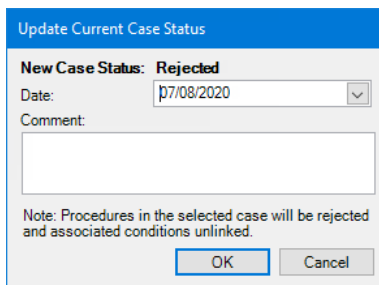 Update Current Case Status
New Case Status: Rejected
Date: 07/08/2020
Comment:
Note: Procedures in the selected case will be rejected
and associated conditions unlinked.
OK Cancel